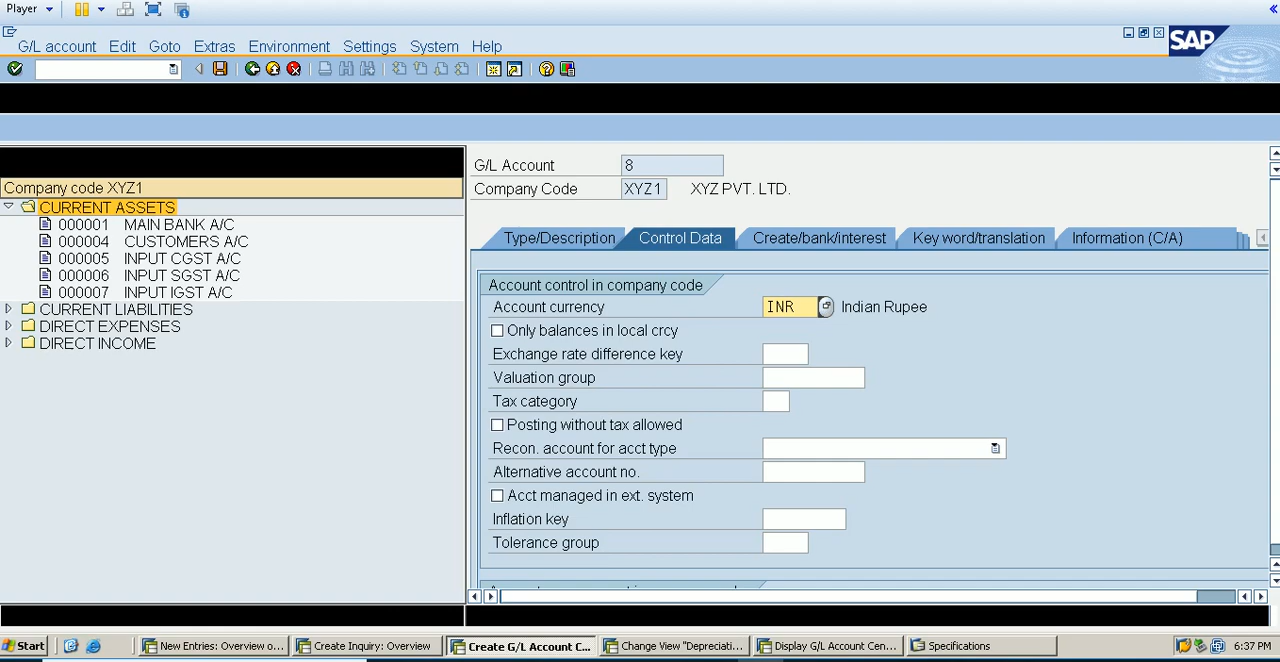 Player
G/L account Edit Goto Extras Environment Settings System Help
SAP
Company code XYZ1
CURRENT ASSETS
000001 MAIN BANK A/C
000004 CUSTOMERS A/C
000005 INPUT CGST A/C
000006 INPUT SGST A/C
000007 INPUT IGST A/C
CURRENT LIABILITIES
DIRECT EXPENSES
DIRECT INCOME
G/L Account 8
Company Code XYZ1 XYZ PVT. LTD.
Type/Description Control Data Create/bank/interest Key word/translation Information (C/A)
Account control in company code
Account currency INR Indian Rupee
Only balances in local crcy
Exchange rate difference key
Valuation group
Tax category
Posting without tax allowed
Recon. account for acct type
Alternative account no.
Acct managed in ext. system
Inflation key
Tolerance group
Start New Entries: Overview o... Create Inquiry: Overview Create G/L Account C... Change View "Depreciati... Display G/L Account Cen... Specifications 6:37 PM